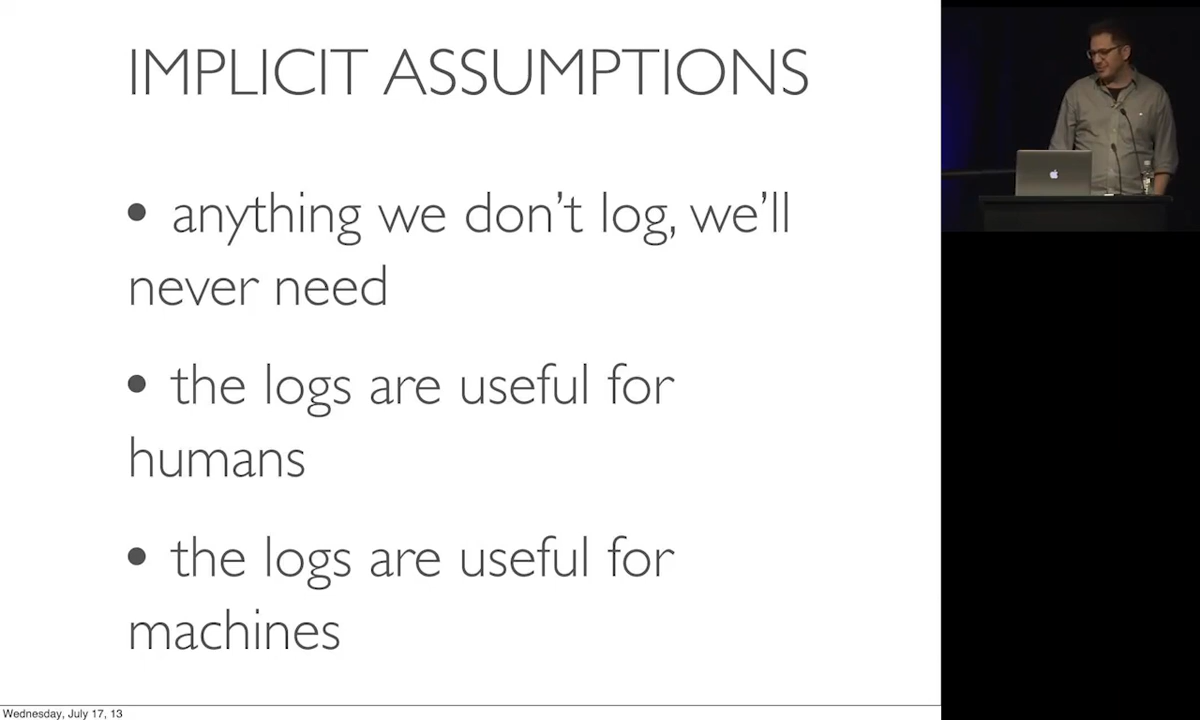 IMPLICIT ASSUMPTIONS
• anything we don’t log, we’ll
never need
• the logs are useful for
humans
• the logs are useful for
machines
Wednesday, July 17, 13